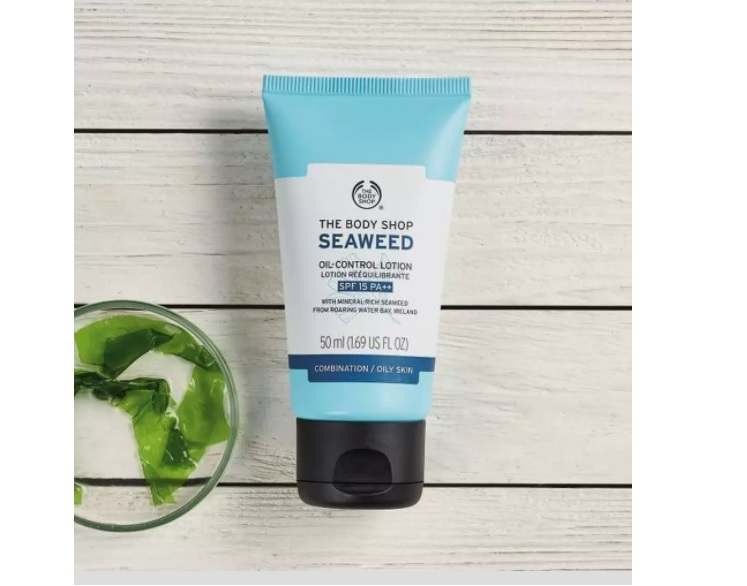 THE
BODY
SHOP
®
THE BODY SHOP
SEAWEED
OIL-CONTROL LOTION
LOTION RÉÉQUILIBRANTE
SPF 15 PA++
WITH MINERAL-RICH SEAWEED
FROM ROARING WATER BAY, IRELAND
50 ml (1.69 US FL OZ)
COMBINATION / OILY SKIN